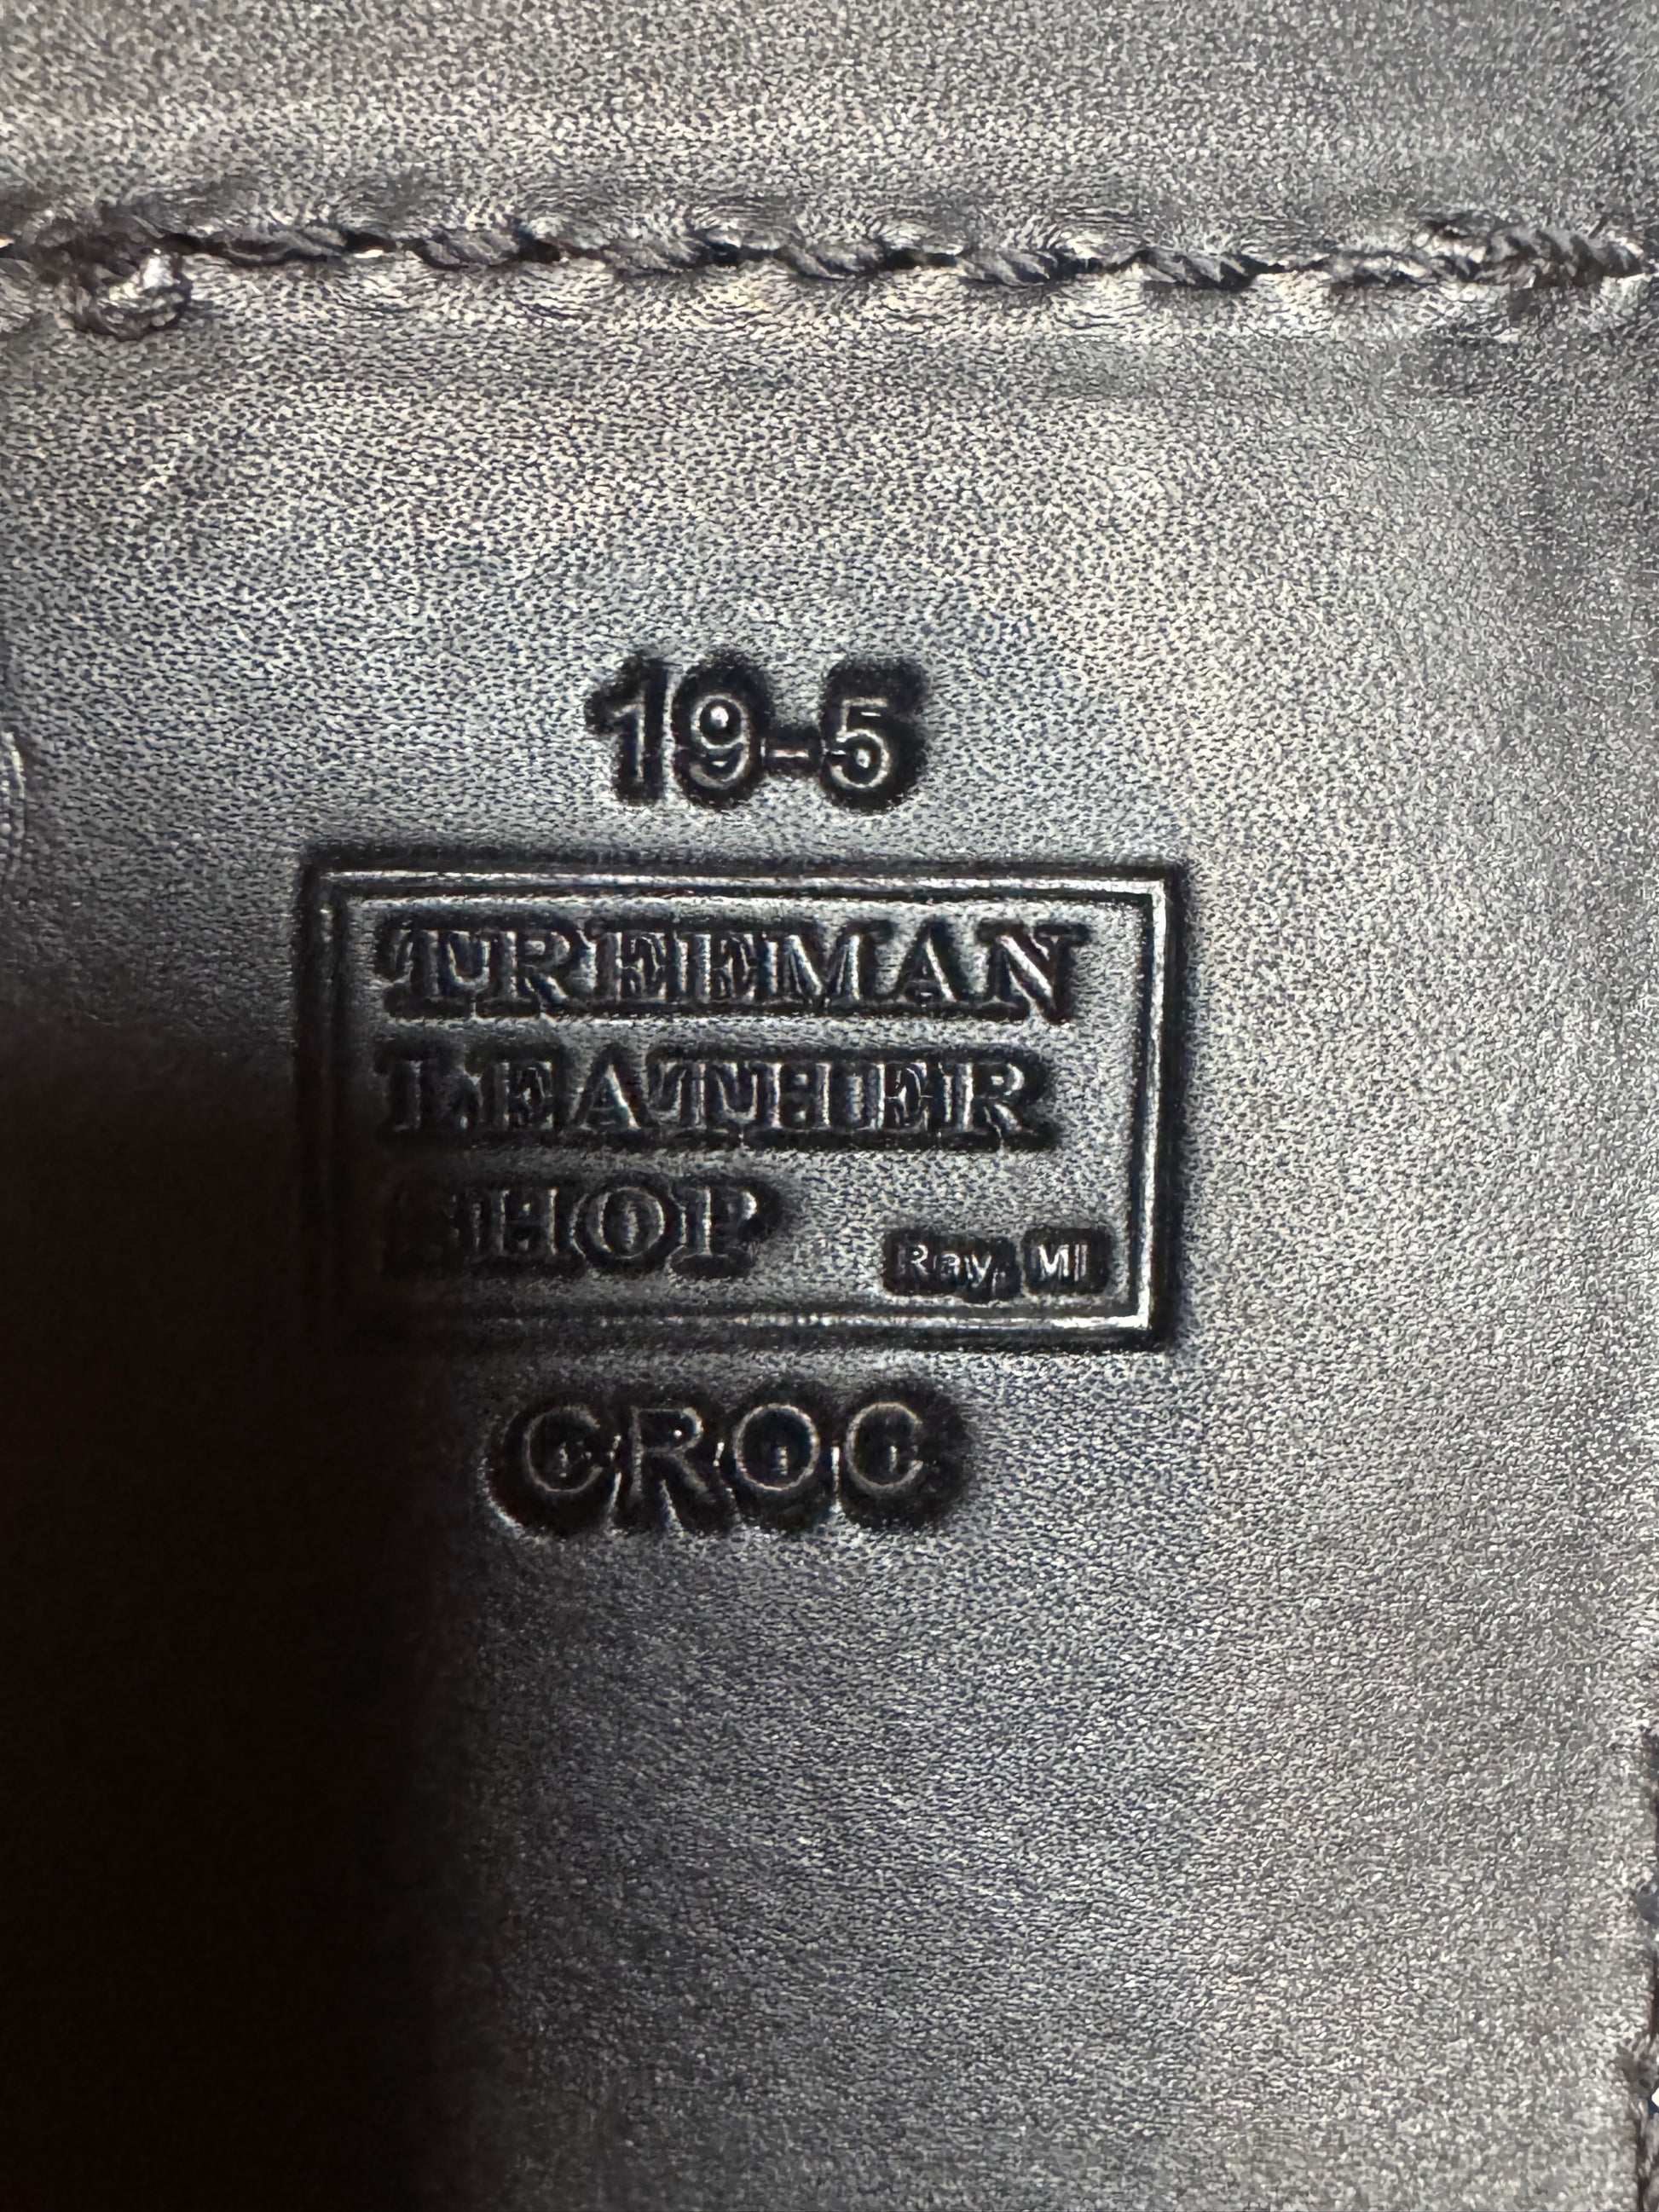 19-5
TREEMAN
LEATHER
SHOP Ray, MI
CROC